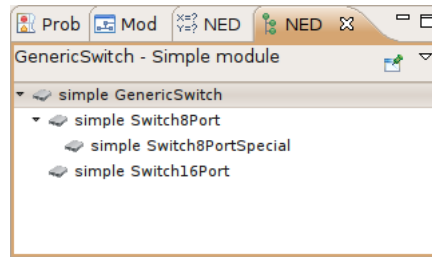 Prob Mod NED NED
GenericSwitch - Simple module
simple GenericSwitch
simple Switch8Port
simple Switch8PortSpecial
simple Switch16Port